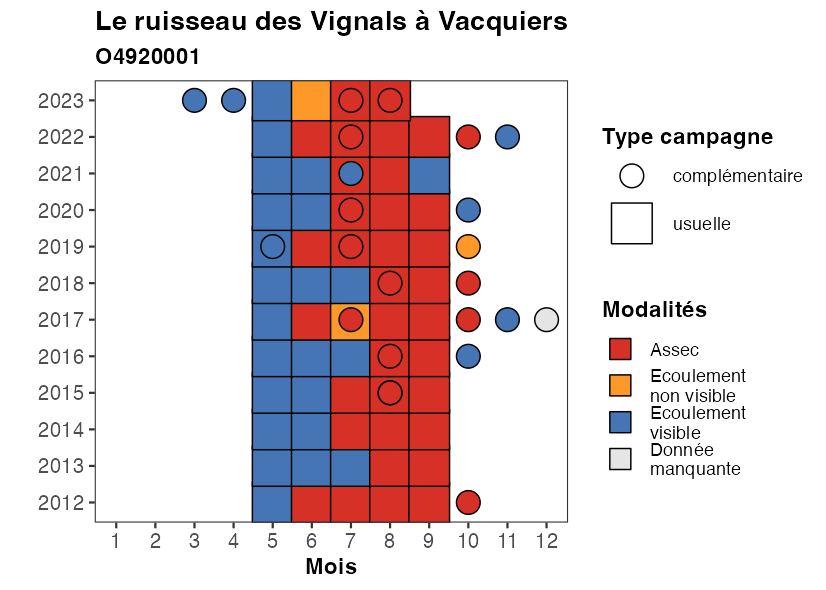 Le ruisseau des Vignals à Vacquiers
O4920001
2023
2022
2021
2020
2019
2018
2017
2016
2015
2014
2013
2012
1 2 3 4 5 6 7 8 9 10 11 12
Mois
Type campagne
complémentaire
usuelle
Modalités
Assec
Ecoulement
non visible
Ecoulement
visible
Donnée
manquante